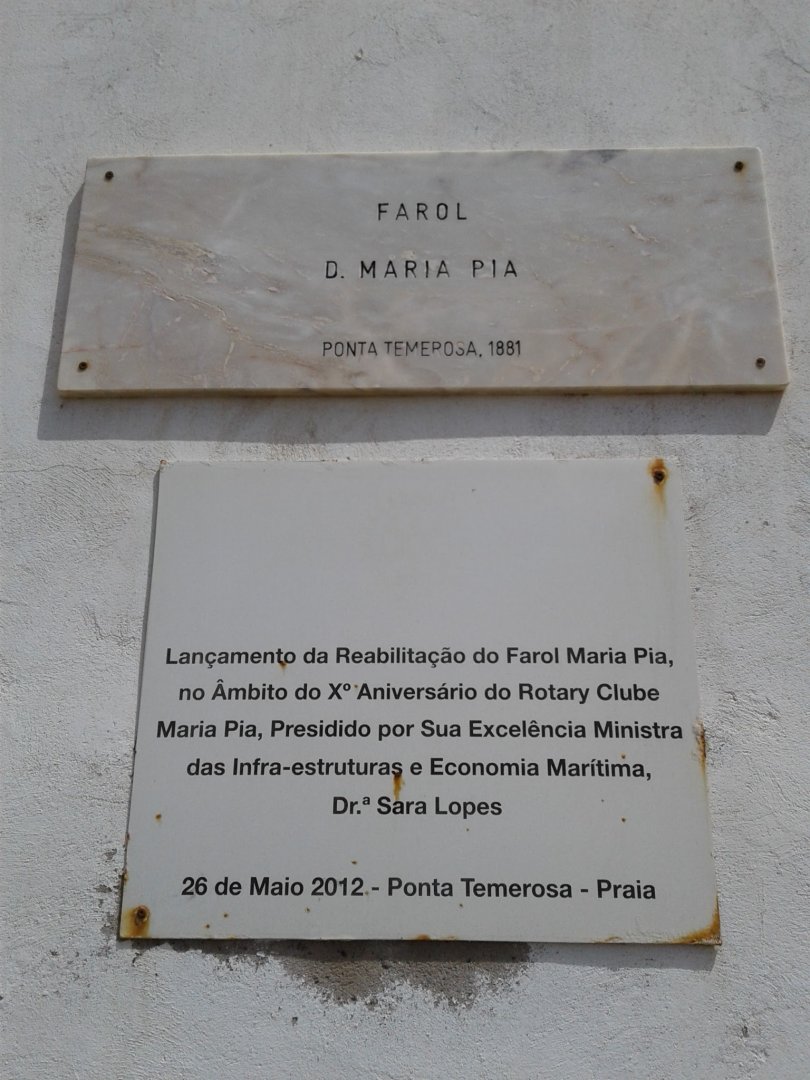 FAROL
D. MARIA PIA
PONTA TEMEROSA, 1881
Lançamento da Reabilitação do Farol Maria Pia,
no Âmbito do Xº Aniversário do Rotary Clube
Maria Pia, Presidido por Sua Excelência Ministra
das Infra-estruturas e Economia Marítima,
Dr.ª Sara Lopes
26 de Maio 2012 - Ponta Temerosa - Praia